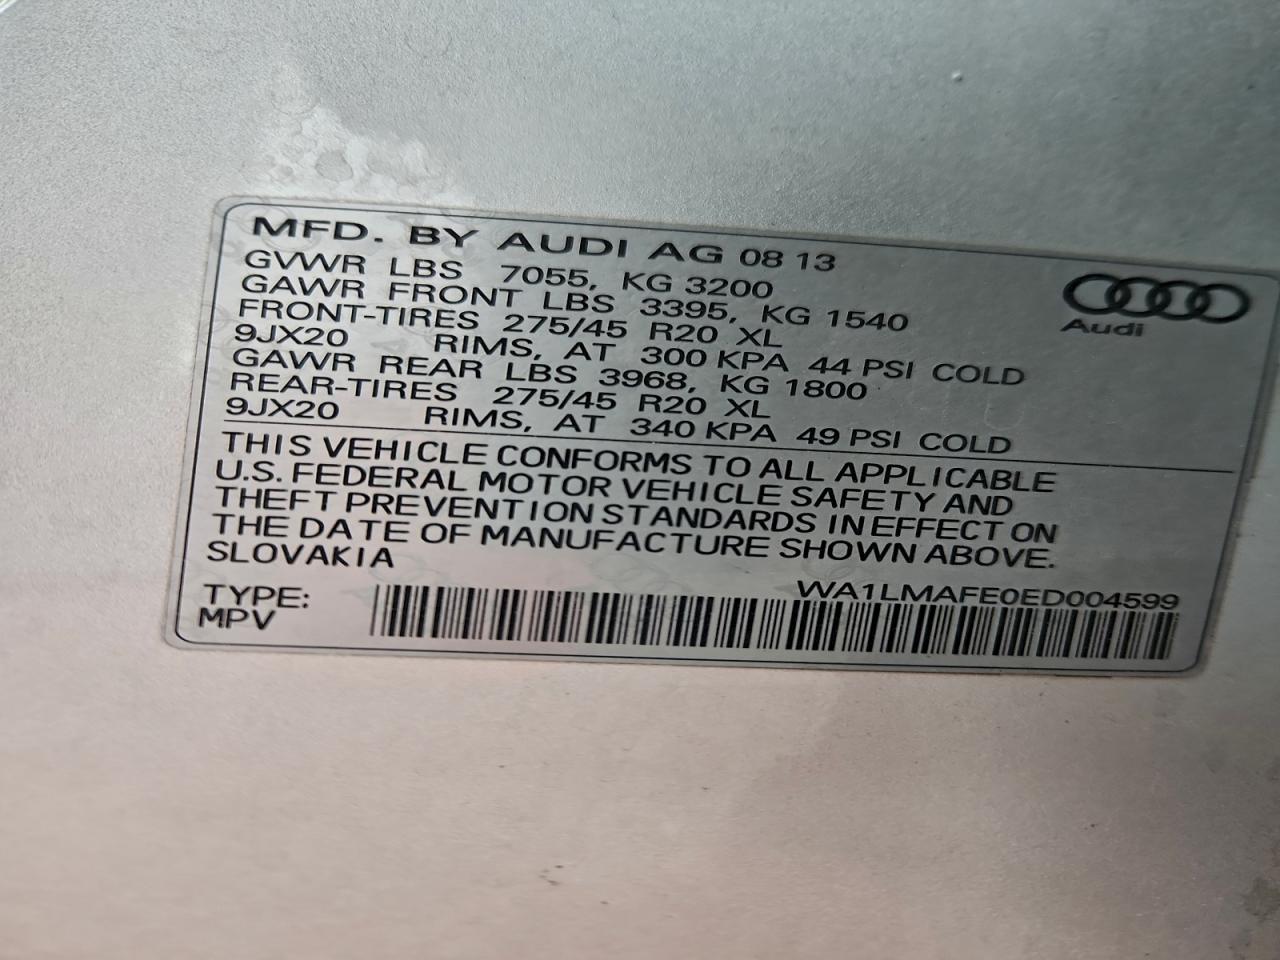 MFD. BY AUDI AG 08 13
GVWR LBS 7055, KG 3200
GAWR FRONT LBS 3395, KG 1540
FRONT-TIRES 275/45 R20 XL
9JX20 RIMS, AT 300 KPA 44 PSI COLD
GAWR REAR LBS 3968, KG 1800
REAR-TIRES 275/45 R20 XL
9JX20 RIMS, AT 340 KPA 49 PSI COLD
Audi
THIS VEHICLE CONFORMS TO ALL APPLICABLE
U.S. FEDERAL MOTOR VEHICLE SAFETY AND
THEFT PREVENTION STANDARDS IN EFFECT ON
THE DATE OF MANUFACTURE SHOWN ABOVE.
SLOVAKIA
WA1LMAFE0ED004599
TYPE:
MPV